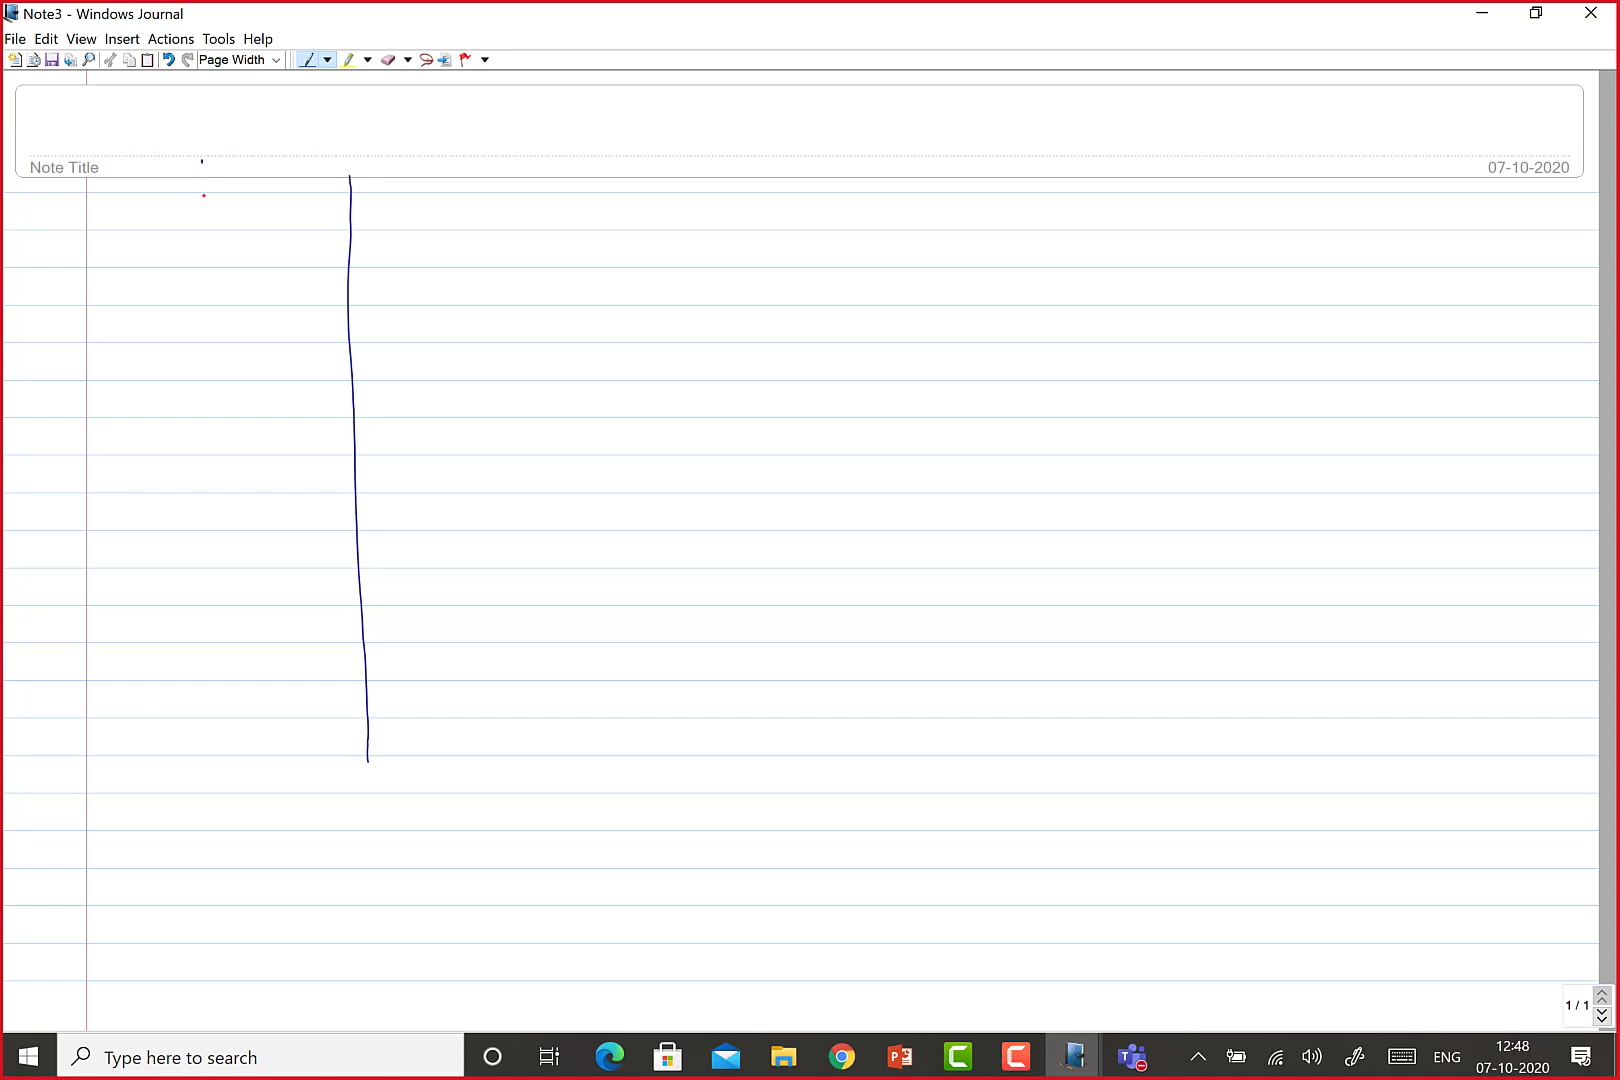 Note3 - Windows Journal
File Edit View Insert Actions Tools Help
Page Width
Note Title 07-10-2020
1 / 1
Type here to search
ENG
12:48
07-10-2020